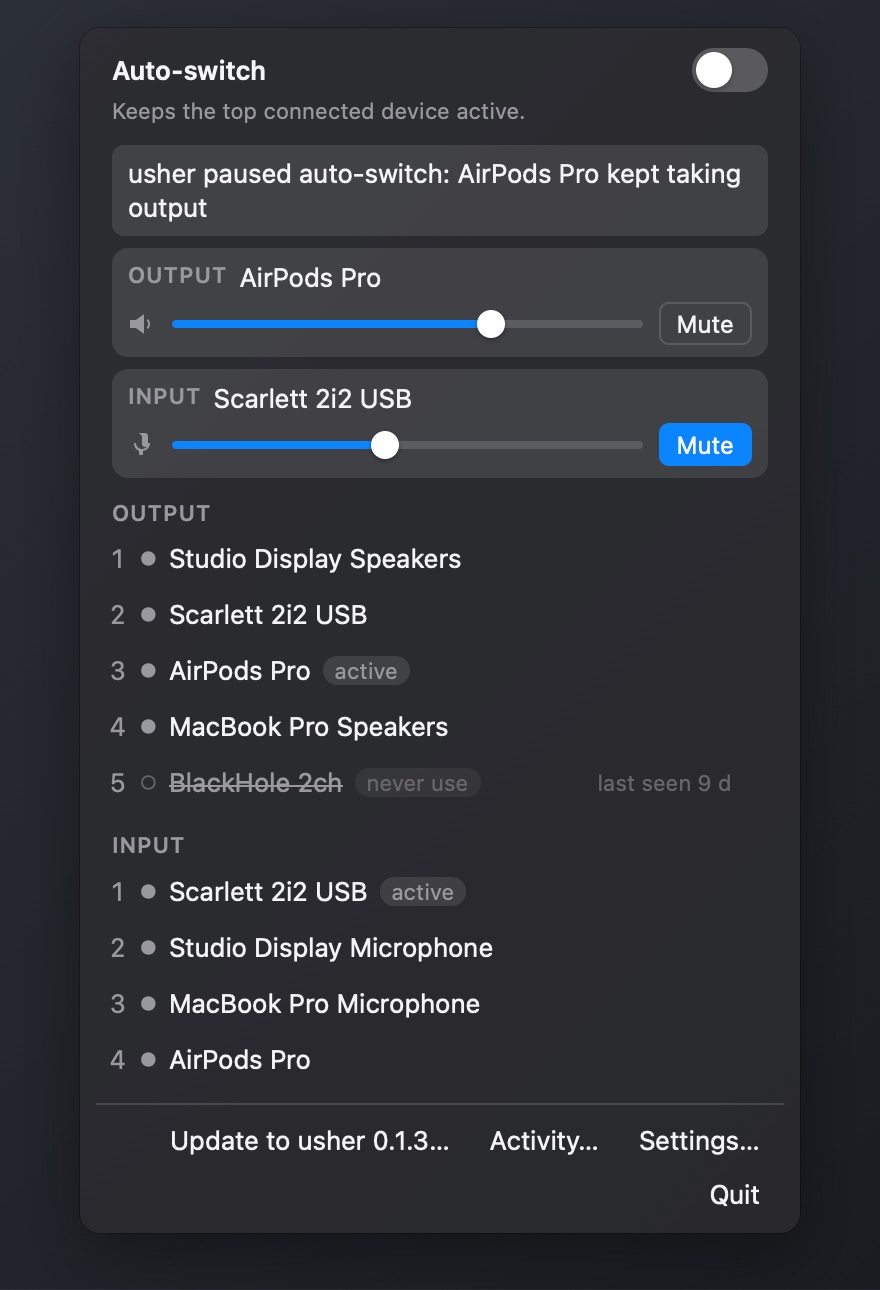 Auto-switch
Keeps the top connected device active.
usher paused auto-switch: AirPods Pro kept taking
output
OUTPUT AirPods Pro
Mute
INPUT Scarlett 2i2 USB
Mute
OUTPUT
1 Studio Display Speakers
2 Scarlett 2i2 USB
3 AirPods Pro active
4 MacBook Pro Speakers
5 BlackHole 2ch never use last seen 9 d
INPUT
1 Scarlett 2i2 USB active
2 Studio Display Microphone
3 MacBook Pro Microphone
4 AirPods Pro
Update to usher 0.1.3... Activity... Settings...
Quit